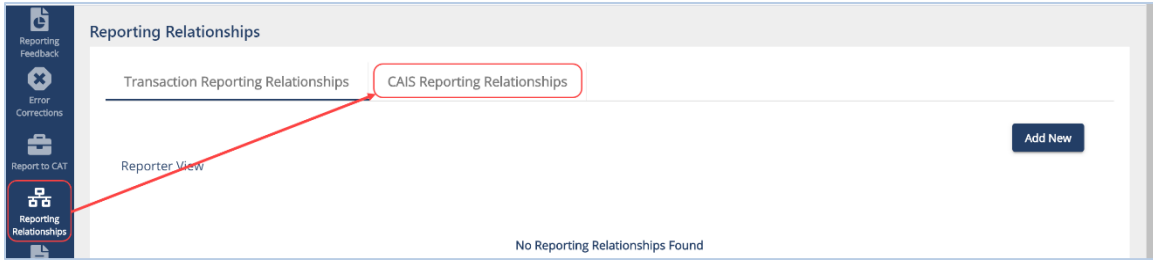 Reporting
Feedback
Error
Corrections
Report to CAT
Reporting
Relationships
Reporting Relationships
Transaction Reporting Relationships
CAIS Reporting Relationships
Add New
Reporter View
No Reporting Relationships Found